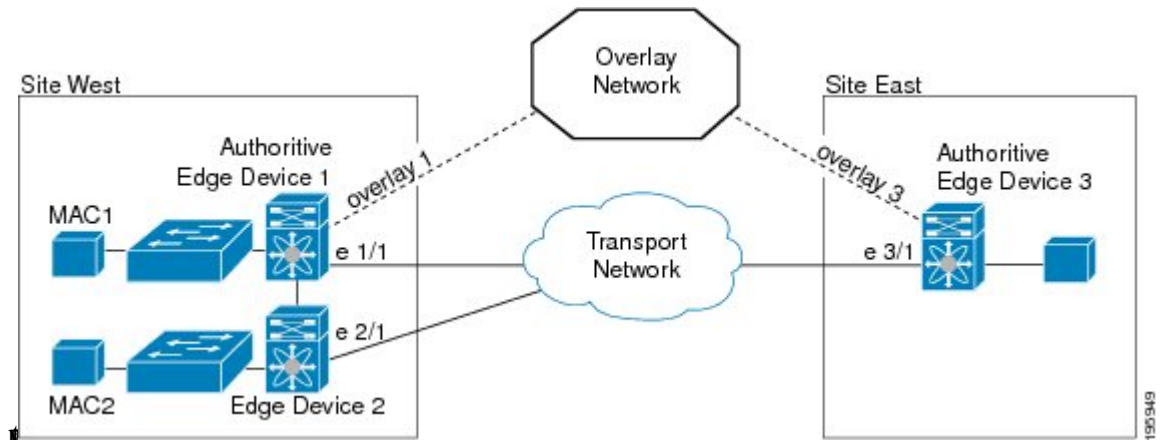 Overlay
Network
Site West
Site East
Authoritive
Edge Device 1
overlay 1
overlay 3
Authoritive
Edge Device 3
MAC1
e 1/1
Transport
Network
e 3/1
e 2/1
MAC2
Edge Device 2
195949